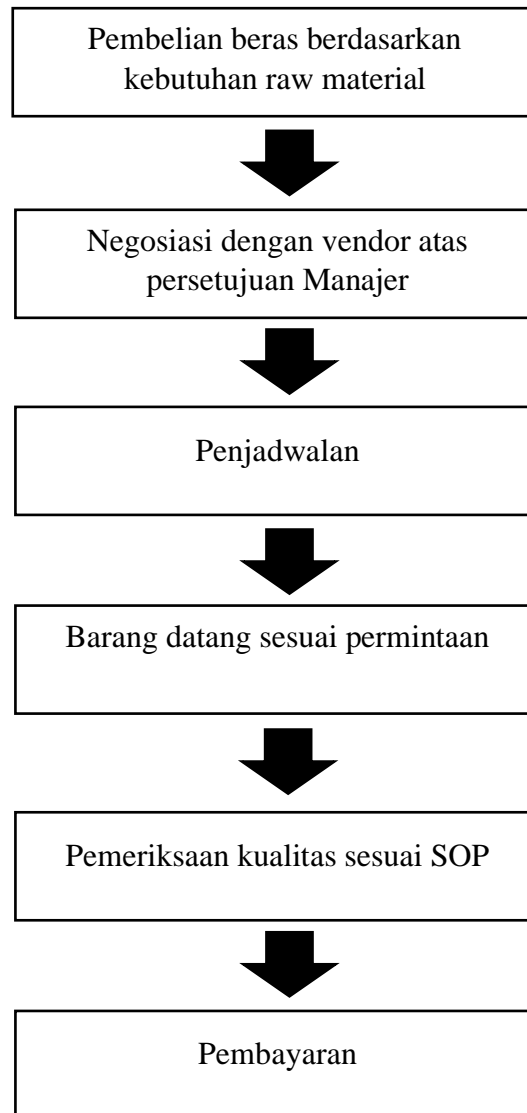 Pembelian beras berdasarkan
kebutuhan raw material
Negosiasi dengan vendor atas
persetujuan Manajer
Penjadwalan
Barang datang sesuai permintaan
Pemeriksaan kualitas sesuai SOP
Pembayaran